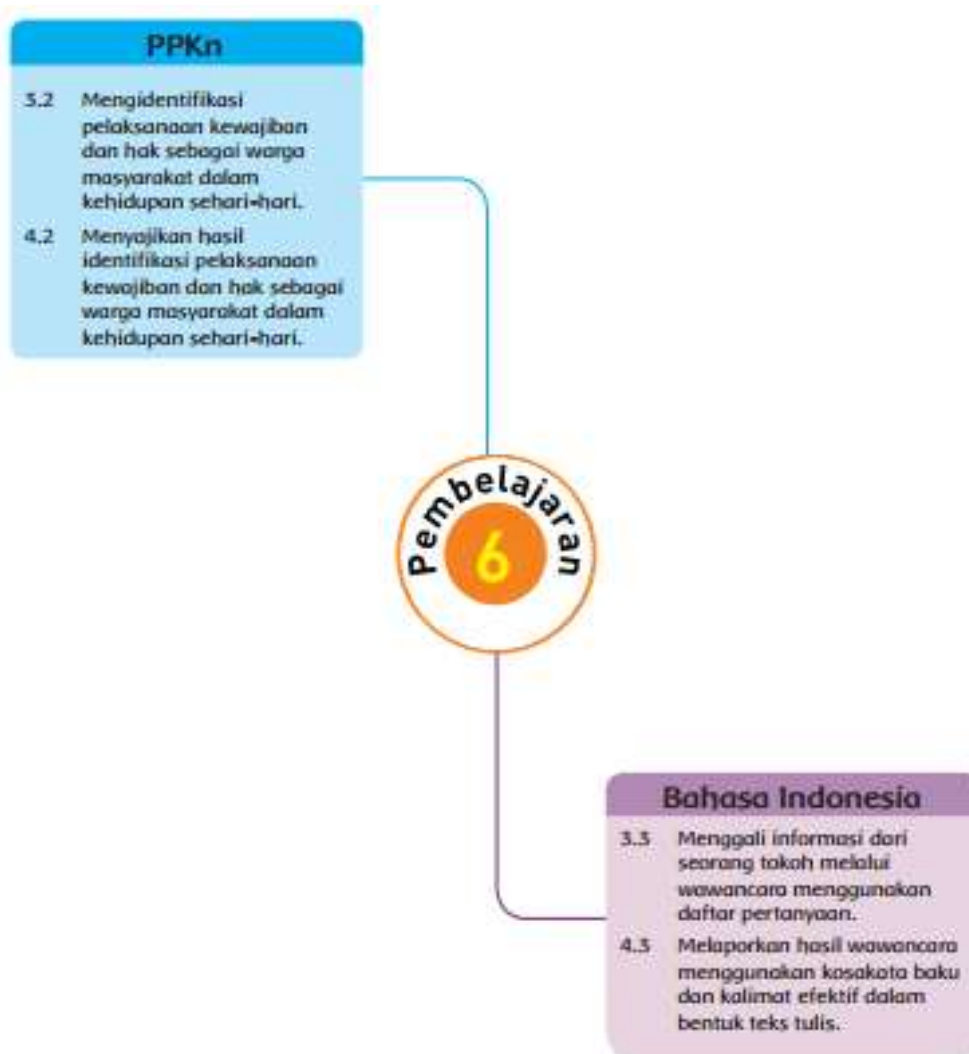 PPKn
3.2 Mengidentifikasi
pelaksanaan kewajiban
dan hak sebagai warga
masyarakat dalam
kehidupan sehari-hari.
4.2 Menyajikan hasil
identifikasi pelaksanaan
kewajiban dan hak sebagai
warga masyarakat dalam
kehidupan sehari-hari.
Pembelajaran
6
Bahasa Indonesia
3.3 Menggali informasi dari
seorang tokoh melalui
wawancara menggunakan
daftar pertanyaan.
4.3 Melaporkan hasil wawancara
menggunakan kosakata baku
dan kalimat efektif dalam
bentuk teks tulis.